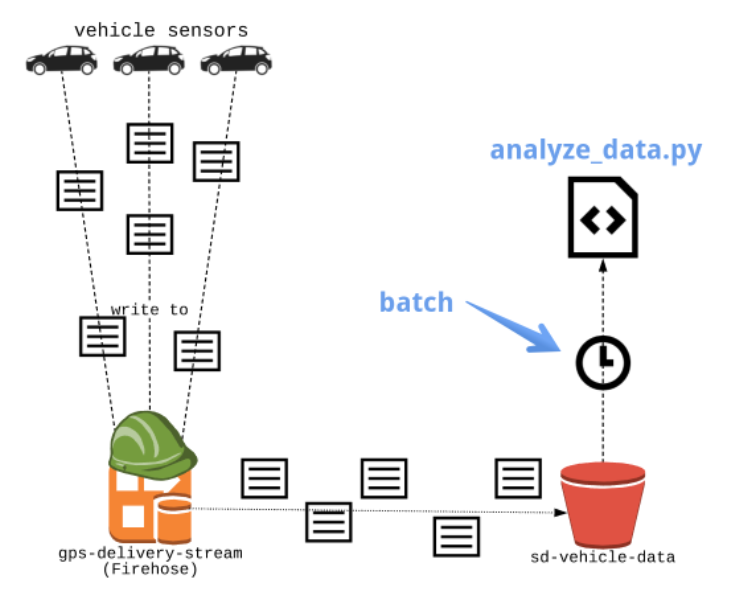 vehicle sensors
analyze_data.py
batch
write to
gps-delivery-stream
(Firehose)
sd-vehicle-data